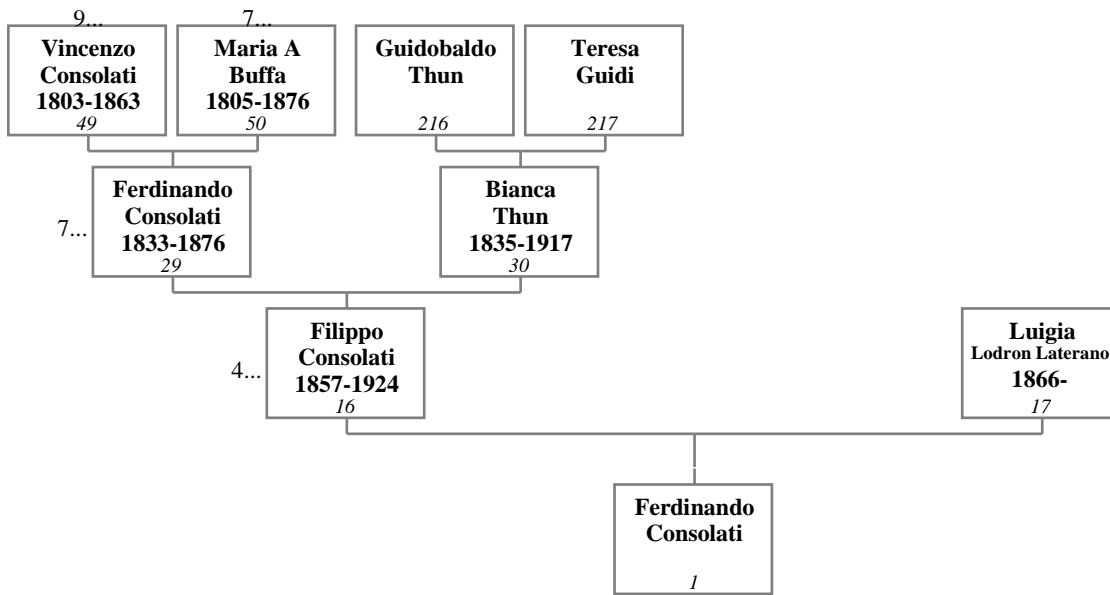 9...
7...
Vincenzo
Consolati
1803-1863
49
Maria A
Buffa
1805-1876
50
Guidobaldo
Thun
216
Teresa
Guidi
217
7...
Ferdinando
Consolati
1833-1876
29
Bianca
Thun
1835-1917
30
4...
Filippo
Consolati
1857-1924
16
Luigia
Lodron Laterano
1866-
17
Ferdinando
Consolati
1